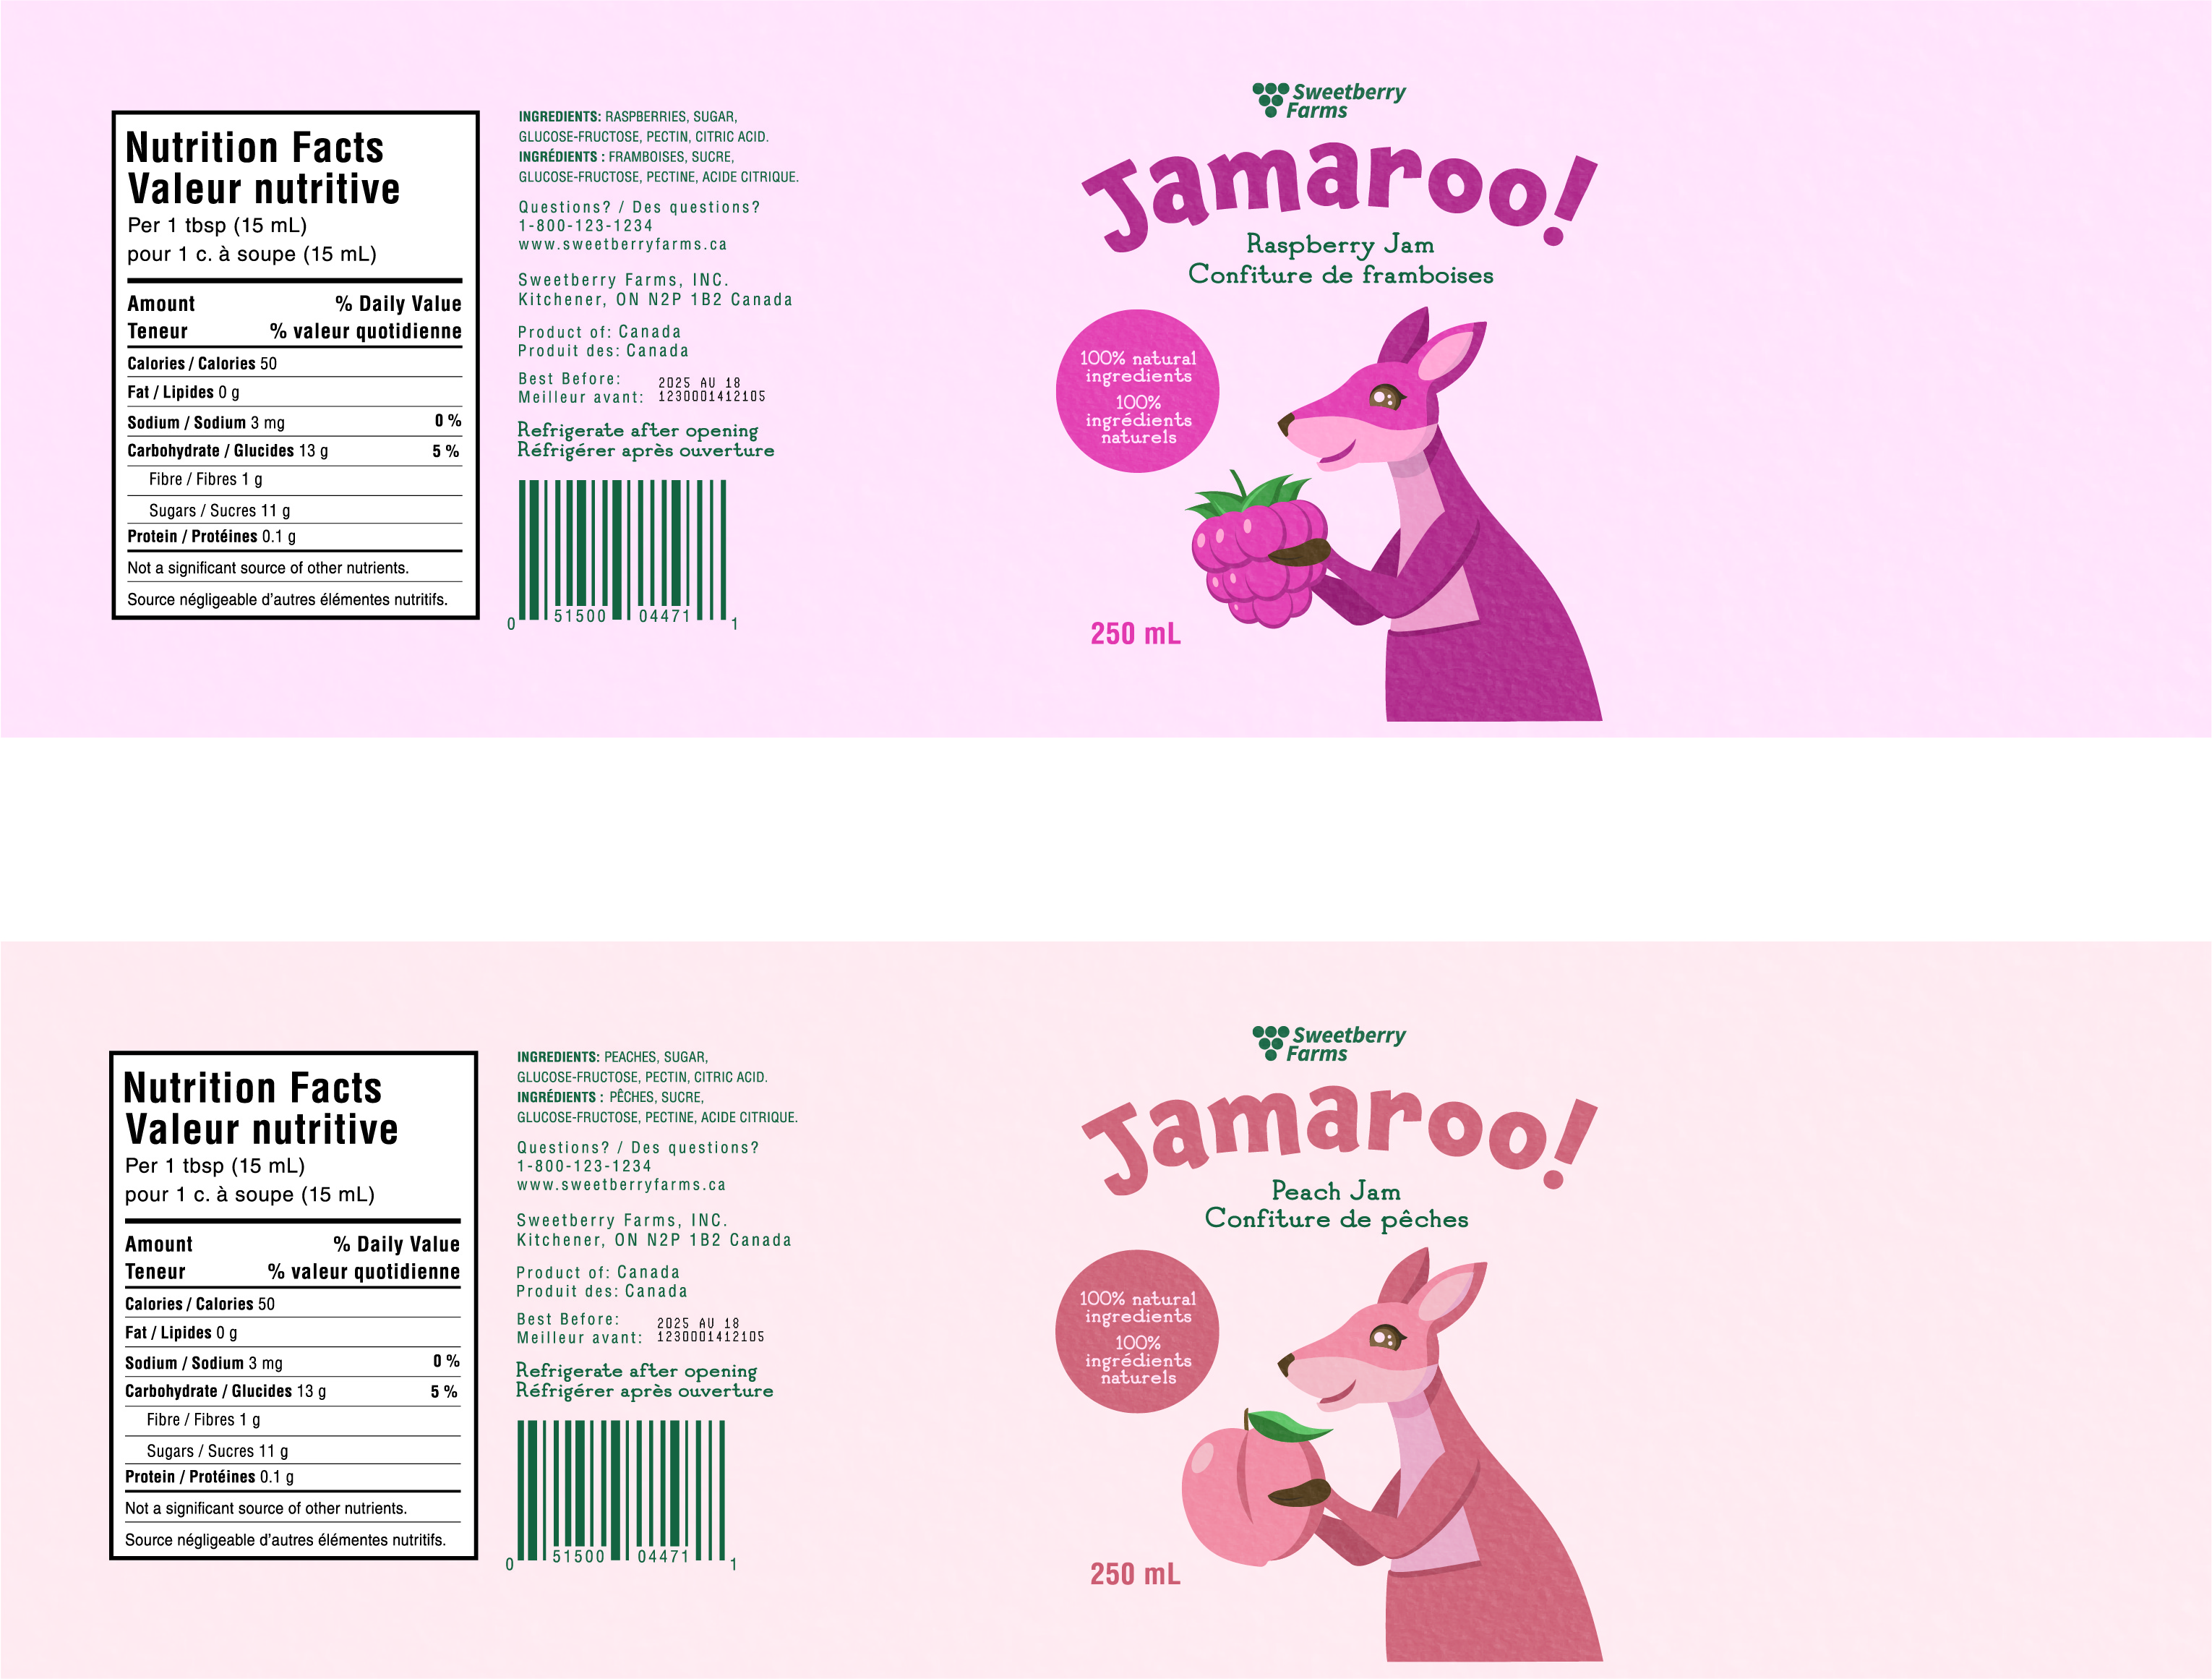 Nutrition Facts
Valeur nutritive
Per 1 tbsp (15 mL)
pour 1 c. à soupe (15 mL)
Amount % Daily Value
Teneur % valeur quotidienne
Calories / Calories 50
Fat / Lipides 0 g
Sodium / Sodium 3 mg 0 %
Carbohydrate / Glucides 13 g 5 %
Fibre / Fibres 1 g
Sugars / Sucres 11 g
Protein / Protéines 0.1 g
Not a significant source of other nutrients.
Source négligeable d'autres élémentes nutritifs.
INGREDIENTS: RASPBERRIES, SUGAR,
GLUCOSE-FRUCTOSE, PECTIN, CITRIC ACID.
INGRÉDIENTS : FRAMBOISES, SUCRE,
GLUCOSE-FRUCTOSE, PECTINE, ACIDE CITRIQUE.
Questions? / Des questions?
1-800-123-1234
www.sweetberryfarms.ca
Sweetberry Farms, INC.
Kitchener, ON N2P 1B2 Canada
Product of: Canada
Produit des: Canada
Best Before: 2025 AU 18
Meilleur avant: 1230001412105
Refrigerate after opening
Réfrigérer après ouverture
0 51500 04471 1
Sweetberry
Farms
Jamaroo!
Raspberry Jam
Confiture de framboises
100% natural
ingredients
100%
ingrédients
naturels
250 mL
Nutrition Facts
Valeur nutritive
Per 1 tbsp (15 mL)
pour 1 c. à soupe (15 mL)
Amount % Daily Value
Teneur % valeur quotidienne
Calories / Calories 50
Fat / Lipides 0 g
Sodium / Sodium 3 mg 0 %
Carbohydrate / Glucides 13 g 5 %
Fibre / Fibres 1 g
Sugars / Sucres 11 g
Protein / Protéines 0.1 g
Not a significant source of other nutrients.
Source négligeable d'autres élémentes nutritifs.
INGREDIENTS: PEACHES, SUGAR,
GLUCOSE-FRUCTOSE, PECTIN, CITRIC ACID.
INGRÉDIENTS : PÊCHES, SUCRE,
GLUCOSE-FRUCTOSE, PECTINE, ACIDE CITRIQUE.
Questions? / Des questions?
1-800-123-1234
www.sweetberryfarms.ca
Sweetberry Farms, INC.
Kitchener, ON N2P 1B2 Canada
Product of: Canada
Produit des: Canada
Best Before: 2025 AU 18
Meilleur avant: 1230001412105
Refrigerate after opening
Réfrigérer après ouverture
0 51500 04471 1
Sweetberry
Farms
Jamaroo!
Peach Jam
Confiture de pêches
100% natural
ingredients
100%
ingrédients
naturels
250 mL